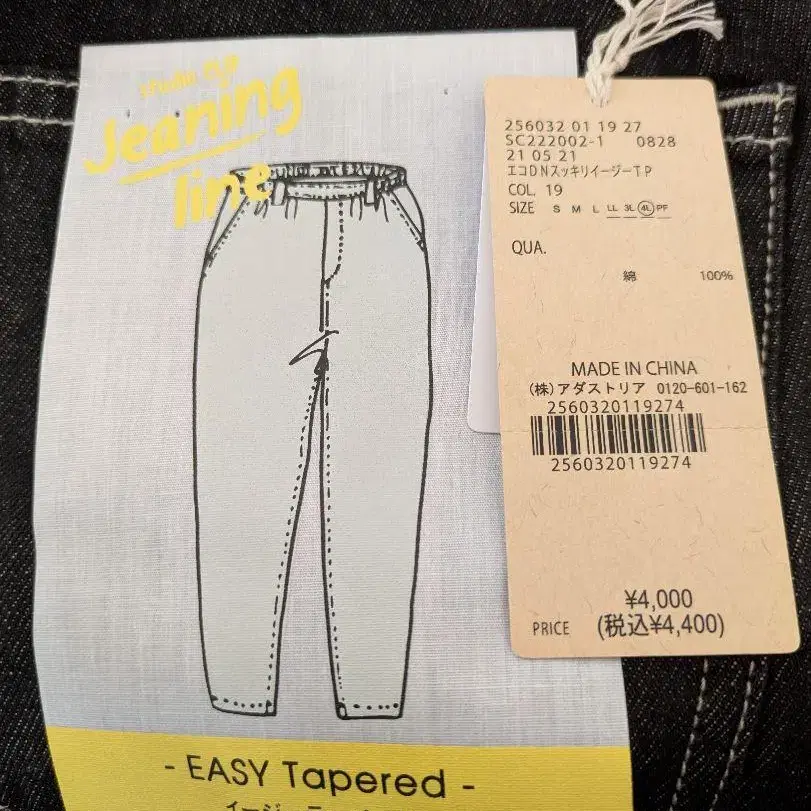 studio CLIP
Jeaning
line
256032 01 19 27
SC222002-1 0828
21 05 21
エコDNスッキリイージーTP
COL. 19
SIZE S M L LL 3L 4L PF
QUA.
綿 100%
MADE IN CHINA
(株)アダストリア 0120-601-162
2560320119274
2560320119274
¥4,000
PRICE (税込¥4,400)
- EASY Tapered -